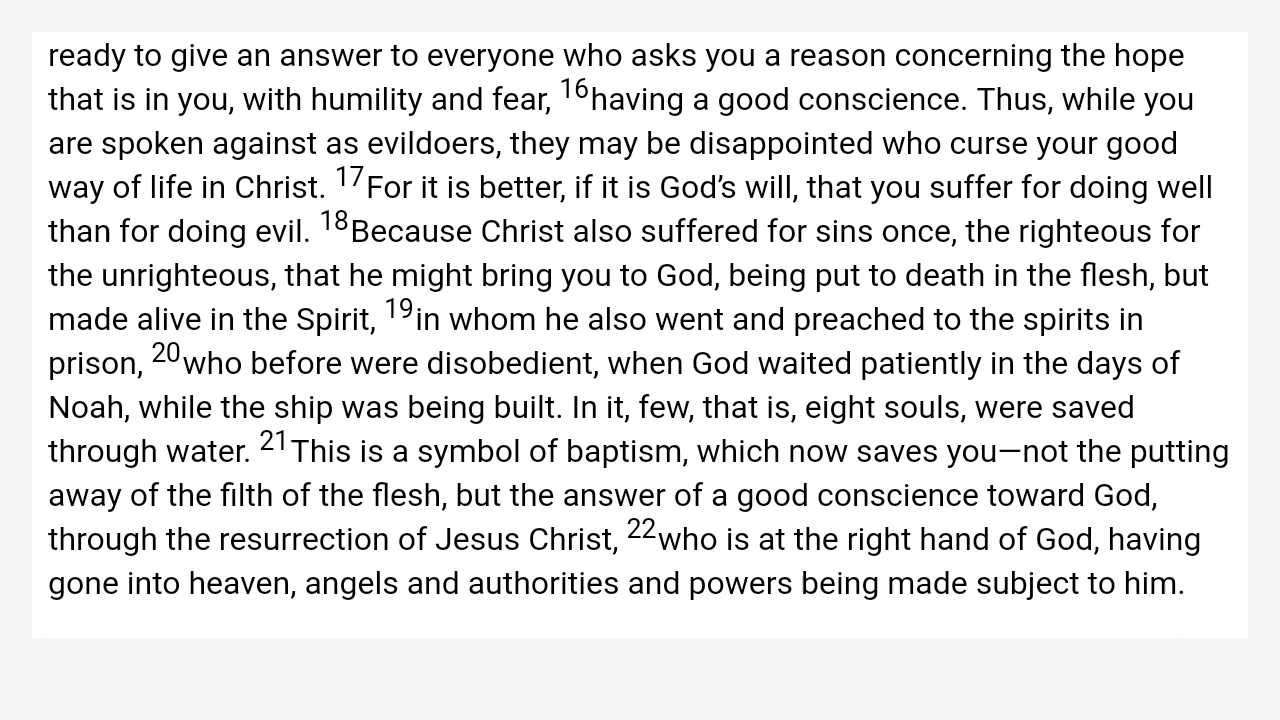 ready to give an answer to everyone who asks you a reason concerning the hope
that is in you, with humility and fear, 16having a good conscience. Thus, while you
are spoken against as evildoers, they may be disappointed who curse your good
way of life in Christ. 17For it is better, if it is God’s will, that you suffer for doing well
than for doing evil. 18Because Christ also suffered for sins once, the righteous for
the unrighteous, that he might bring you to God, being put to death in the flesh, but
made alive in the Spirit, 19in whom he also went and preached to the spirits in
prison, 20who before were disobedient, when God waited patiently in the days of
Noah, while the ship was being built. In it, few, that is, eight souls, were saved
through water. 21This is a symbol of baptism, which now saves you—not the putting
away of the filth of the flesh, but the answer of a good conscience toward God,
through the resurrection of Jesus Christ, 22who is at the right hand of God, having
gone into heaven, angels and authorities and powers being made subject to him.